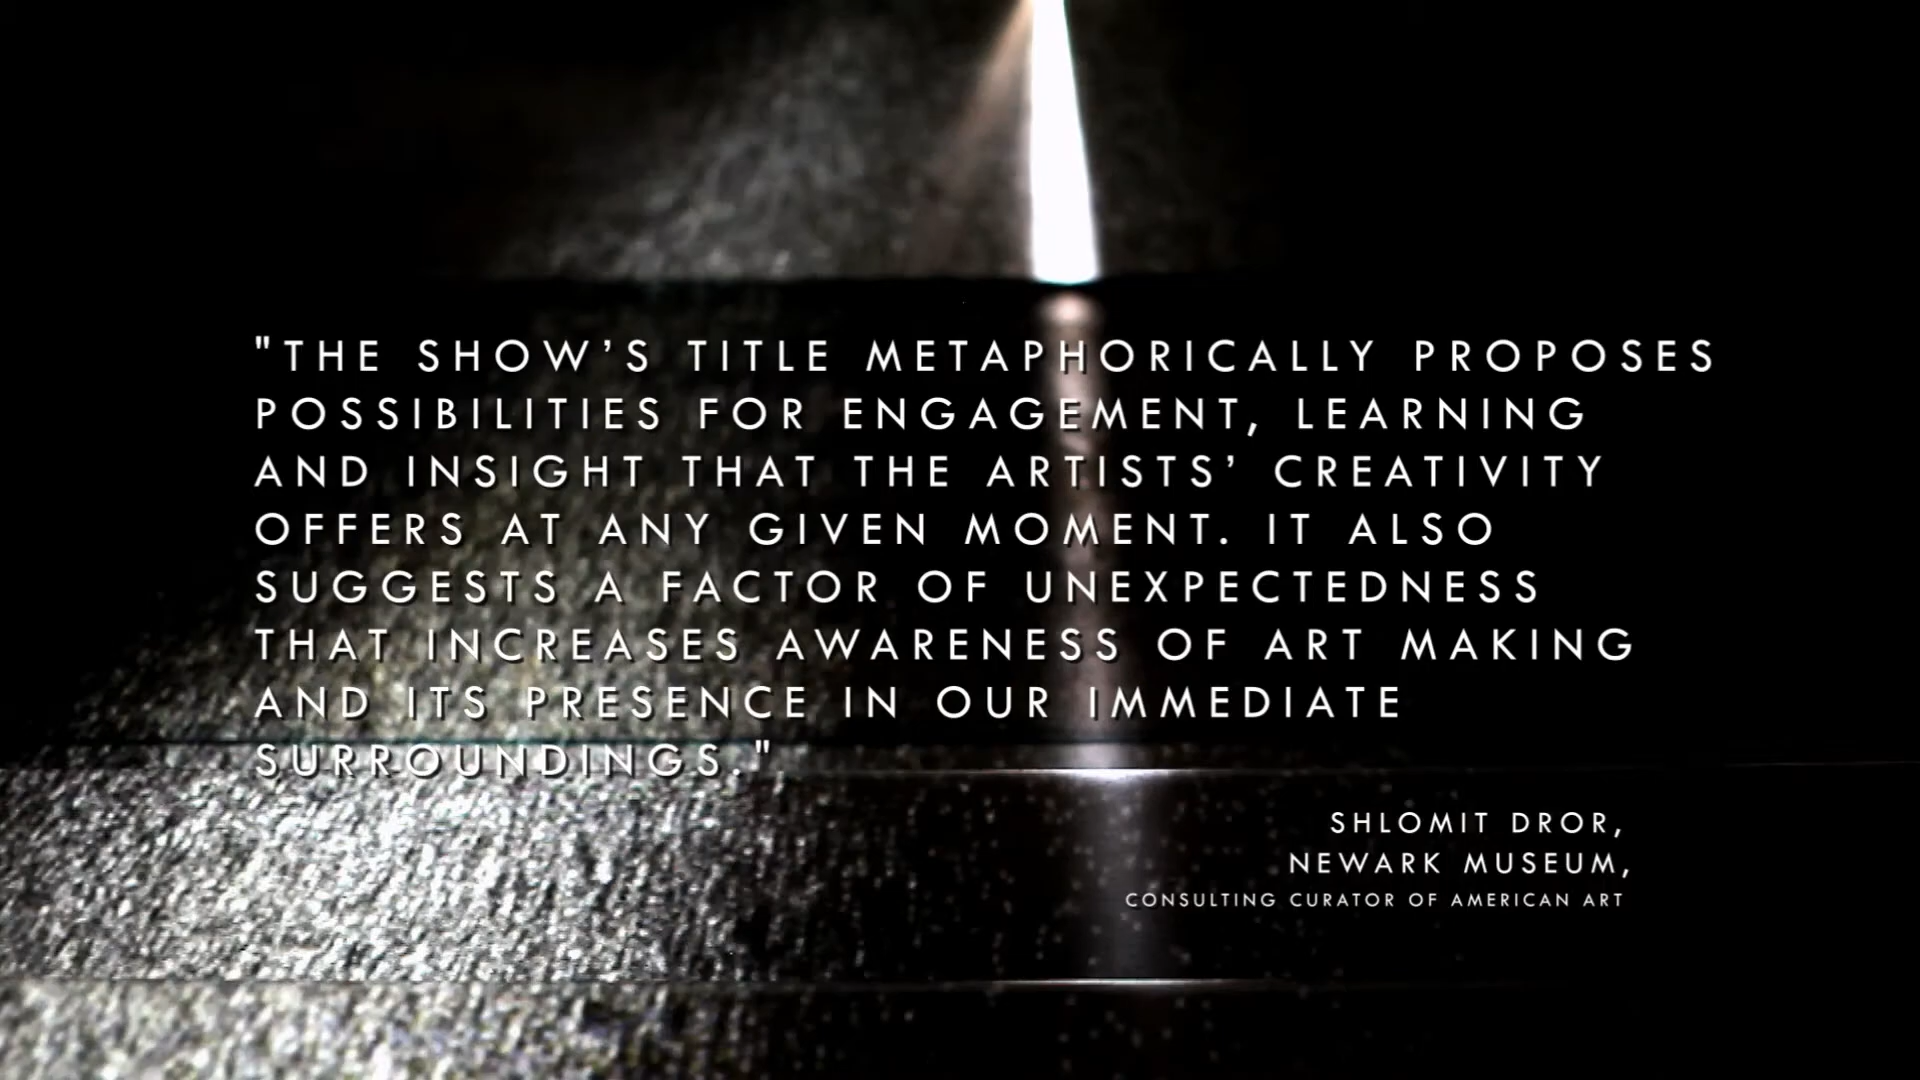 "THE SHOW’S TITLE METAPHORICALLY PROPOSES
POSSIBILITIES FOR ENGAGEMENT, LEARNING
AND INSIGHT THAT THE ARTISTS’ CREATIVITY
OFFERS AT ANY GIVEN MOMENT. IT ALSO
SUGGESTS A FACTOR OF UNEXPECTEDNESS
THAT INCREASES AWARENESS OF ART MAKING
AND ITS PRESENCE IN OUR IMMEDIATE
SURROUNDINGS."
SHLOMIT DROR,
NEWARK MUSEUM,
CONSULTING CURATOR OF AMERICAN ART